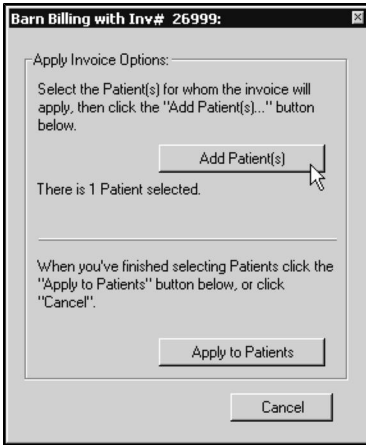 Barn Billing with Inv# 26999:
Apply Invoice Options:
Select the Patient(s) for whom the invoice will
apply, then click the "Add Patient(s)..." button
below.
Add Patient(s)
There is 1 Patient selected.
When you've finished selecting Patients click the
"Apply to Patients" button below, or click
"Cancel".
Apply to Patients
Cancel